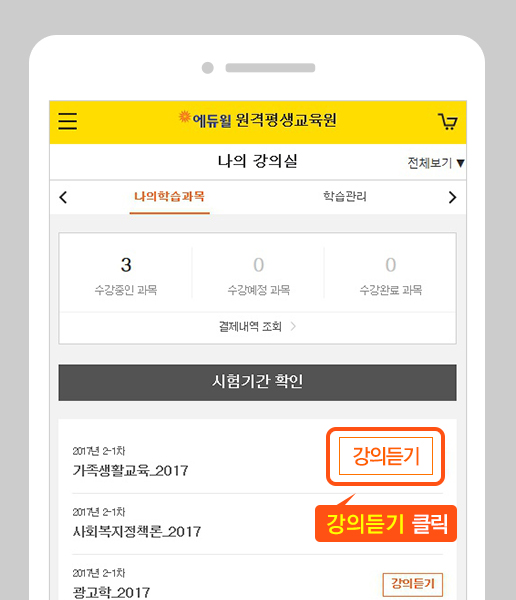 에듀윌 원격평생교육원
나의 강의실
전체보기 ▼
나의학습과목 학습관리
3 0 0
수강중인 과목 수강예정 과목 수강완료 과목
결제내역 조회 >
시험기간 확인
2017년 2-1차
가족생활교육_2017
강의듣기
2017년 2-1차
사회복지정책론_2017
강의듣기 클릭
2017년 2-1차
광고학_2017
강의듣기